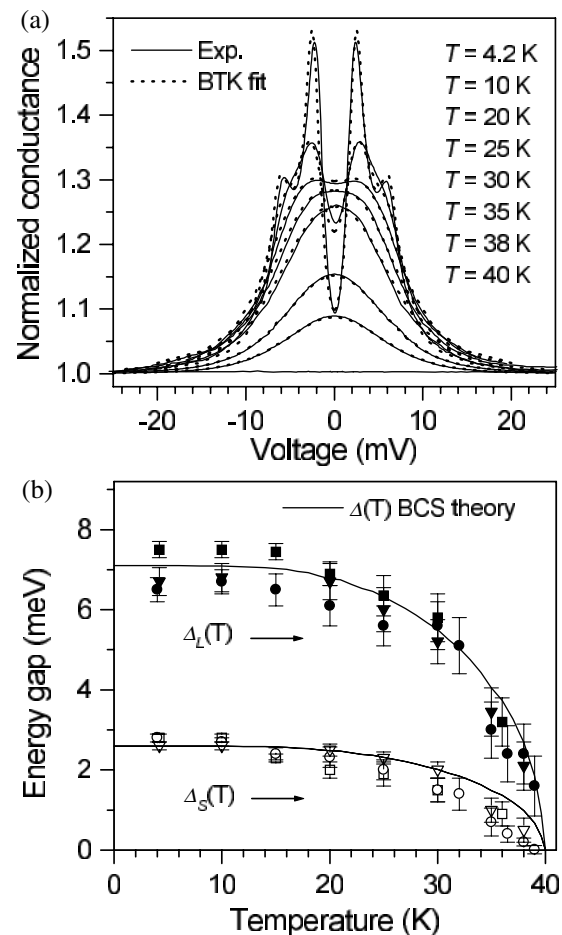 (a)
1.5
1.4
1.3
1.2
1.1
1.0
Normalized conductance
Exp.
BTK fit
T = 4.2 K
T = 10 K
T = 20 K
T = 25 K
T = 30 K
T = 35 K
T = 38 K
T = 40 K
-20 -10 0 10 20
Voltage (mV)
(b)
8
6
4
2
0
Energy gap (meV)
Δ(T) BCS theory
Δ_L(T)
Δ_S(T)
0 10 20 30 40
Temperature (K)